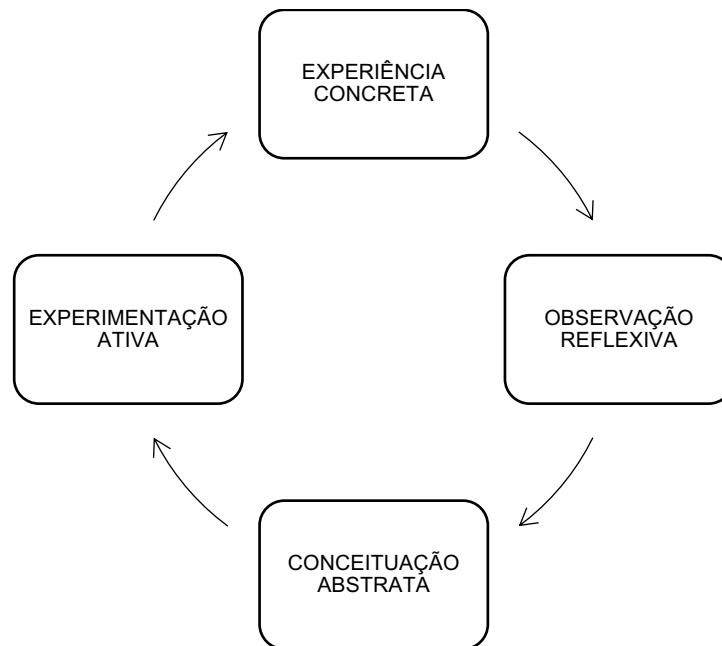 EXPERIÊNCIA
CONCRETA
EXPERIMENTAÇÃO
ATIVA
OBSERVAÇÃO
REFLEXIVA
CONCEITUAÇÃO
ABSTRATA